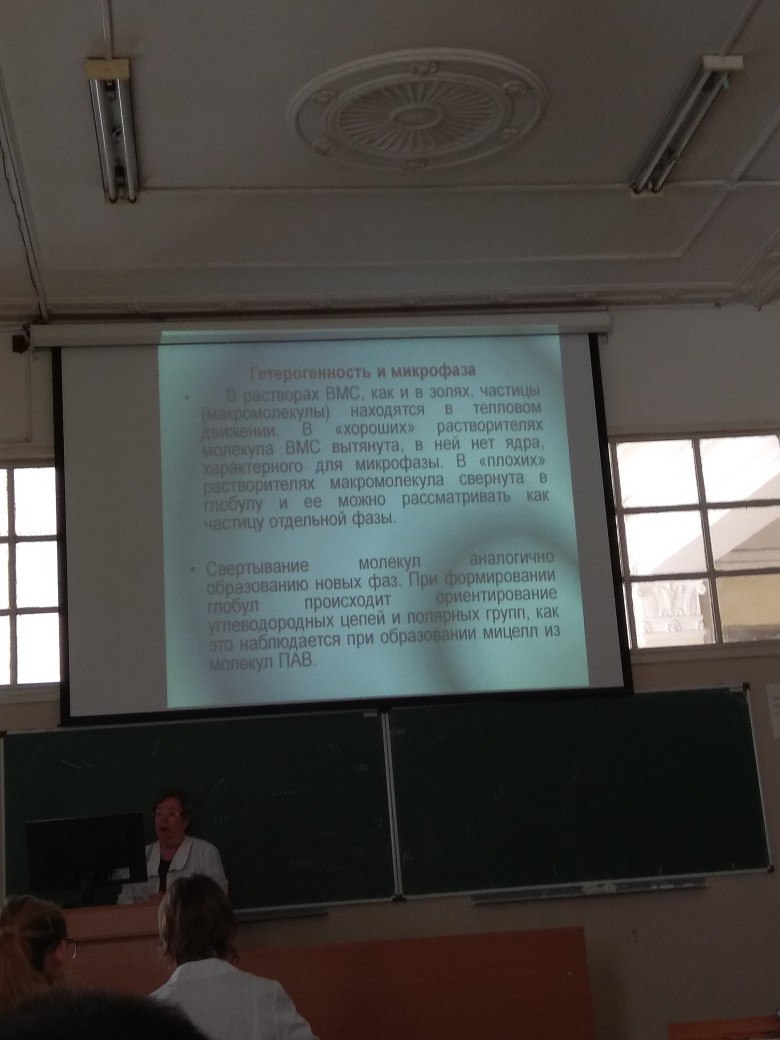 Гетерогенность и микрофаза
• В растворах ВМС, как и в золях, частицы
(макромолекулы) находятся в тепловом
движении. В «хороших» растворителях
молекула ВМС вытянута, в ней нет ядра,
характерного для микрофазы. В «плохих»
растворителях макромолекула свернута в
глобулу и ее можно рассматривать как
частицу отдельной фазы.
• Свертывание молекул аналогично
образованию новых фаз. При формировании
глобул происходит ориентирование
углеводородных цепей и полярных групп, как
это наблюдается при образовании мицелл из
молекул ПАВ.